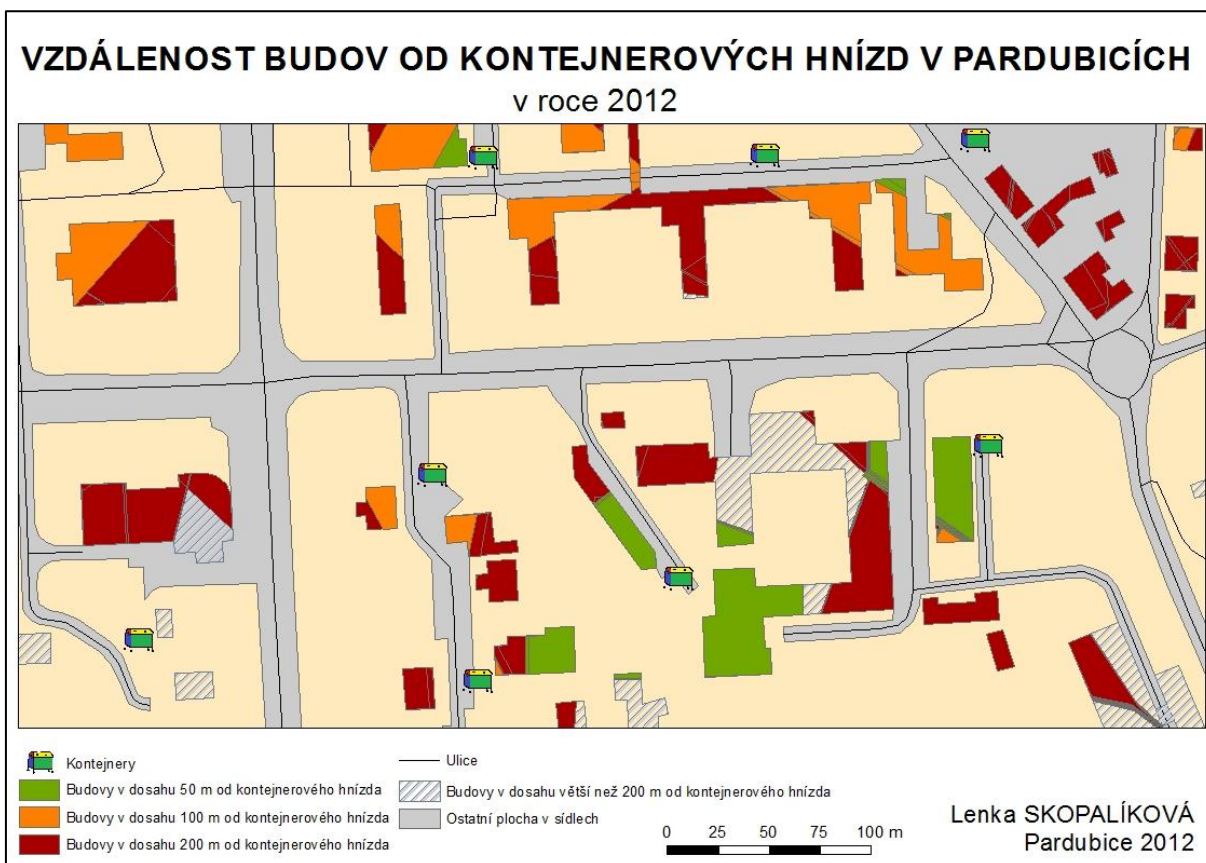 VZDÁLENOST BUDOV OD KONTEJNEROVÝCH HNÍZD V PARDUBICÍCH
v roce 2012
Kontejnery
Budovy v dosahu 50 m od kontejnerového hnízda
Budovy v dosahu 100 m od kontejnerového hnízda
Budovy v dosahu 200 m od kontejnerového hnízda
Ulice
Budovy v dosahu větší než 200 m od kontejnerového hnízda
Ostatní plocha v sídlech
0 25 50 75 100 m
Lenka SKOPALÍKOVÁ
Pardubice 2012